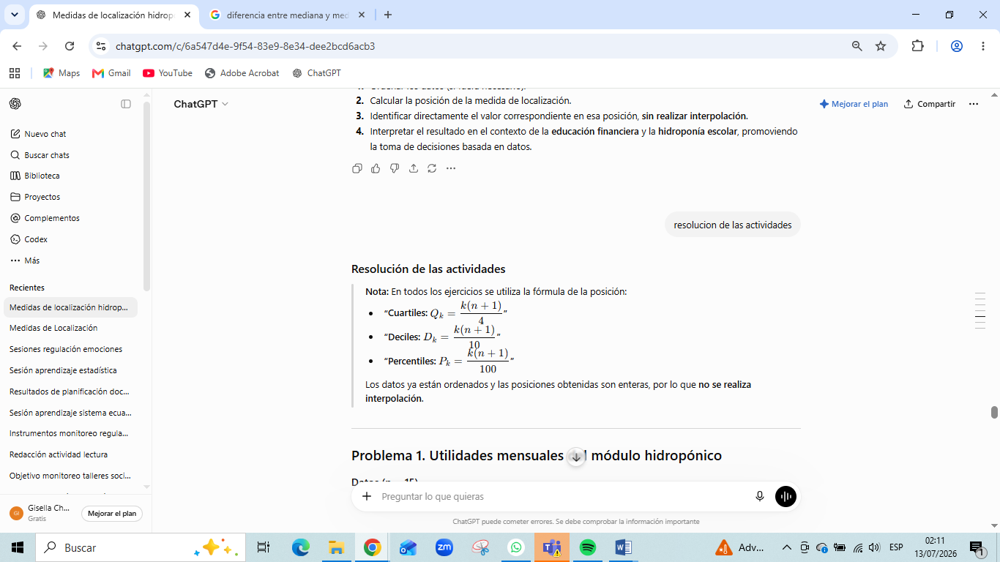 Medidas de localización hidrop
diferencia entre mediana y med
chatgpt.com/c/6a547d4e-9f54-83e9-8e34-dee2bcd6acb3
Maps
Gmail
YouTube
Adobe Acrobat
ChatGPT
ChatGPT
Mejorar el plan
Compartir
Nuevo chat
Buscar chats
Biblioteca
Proyectos
Complementos
Codex
Más
Recientes
Medidas de localización hidrop...
Medidas de Localización
Sesiones regulación emociones
Sesión aprendizaje estadística
Resultados de planificación doc...
Sesión aprendizaje sistema ecua...
Instrumentos monitoreo regula...
Redacción actividad lectura
Objetivo monitoreo talleres soci...
GI
Gisella Ch...
Gratis
Mejorar el plan
2. Calcular la posición de la medida de localización.
3. Identificar directamente el valor correspondiente en esa posición, sin realizar interpolación.
4. Interpretar el resultado en el contexto de la educación financiera y la hidroponía escolar, promoviendo
la toma de decisiones basada en datos.
resolucion de las actividades
Resolución de las actividades
Nota: En todos los ejercicios se utiliza la fórmula de la posición:
• "Cuartiles: Qk = k(n + 1)/4"
• "Deciles: Dk = k(n + 1)/10"
• "Percentiles: Pk = k(n + 1)/100"
Los datos ya están ordenados y las posiciones obtenidas son enteras, por lo que no se realiza
interpolación.
Problema 1. Utilidades mensuales l módulo hidropónico
Preguntar lo que quieras
ChatGPT puede cometer errores. Se debe comprobar la información importante
Buscar
zm
Adv...
ESP
02:11
13/07/2026
1